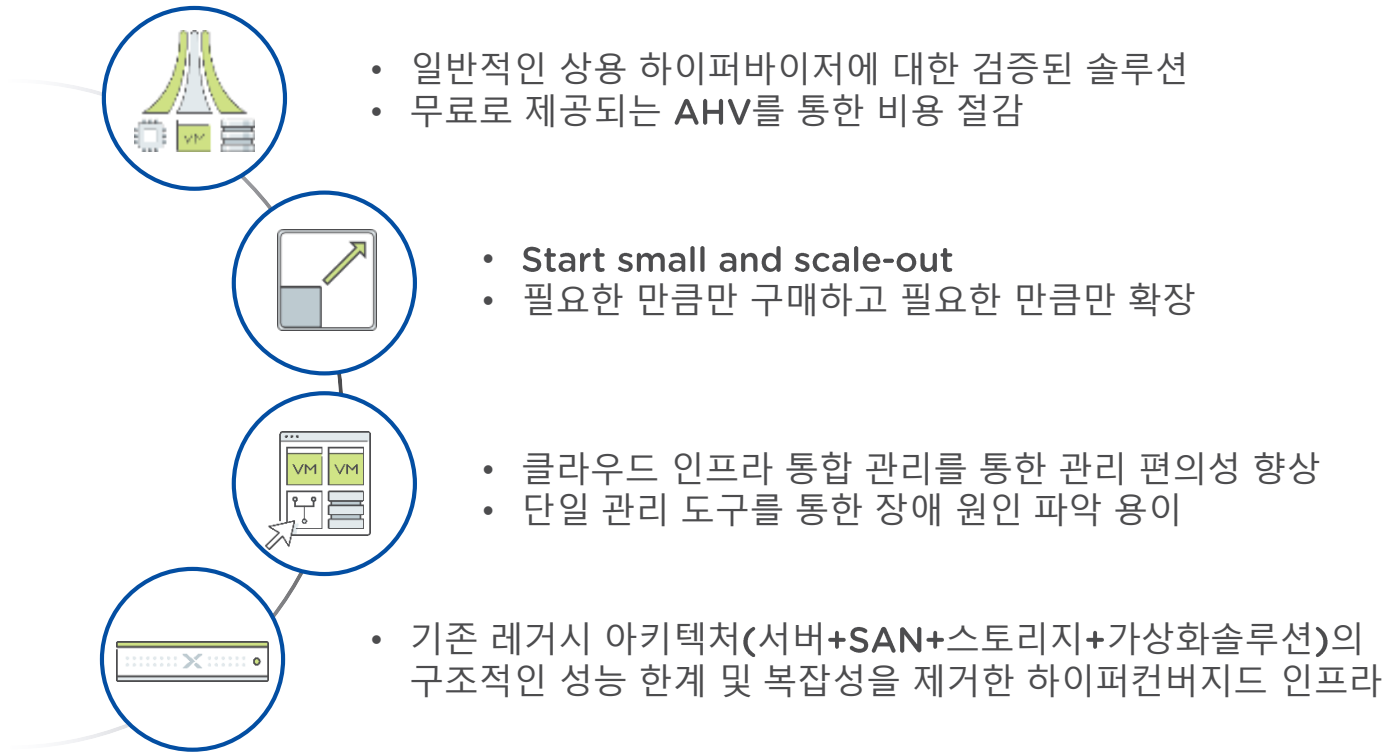 • 일반적인 상용 하이퍼바이저에 대한 검증된 솔루션
• 무료로 제공되는 AHV를 통한 비용 절감
VM
• Start small and scale-out
• 필요한 만큼만 구매하고 필요한 만큼만 확장
VM VM
• 클라우드 인프라 통합 관리를 통한 관리 편의성 향상
• 단일 관리 도구를 통한 장애 원인 파악 용이
• 기존 레거시 아키텍처(서버+SAN+스토리지+가상화솔루션)의
구조적인 성능 한계 및 복잡성을 제거한 하이퍼컨버지드 인프라
X